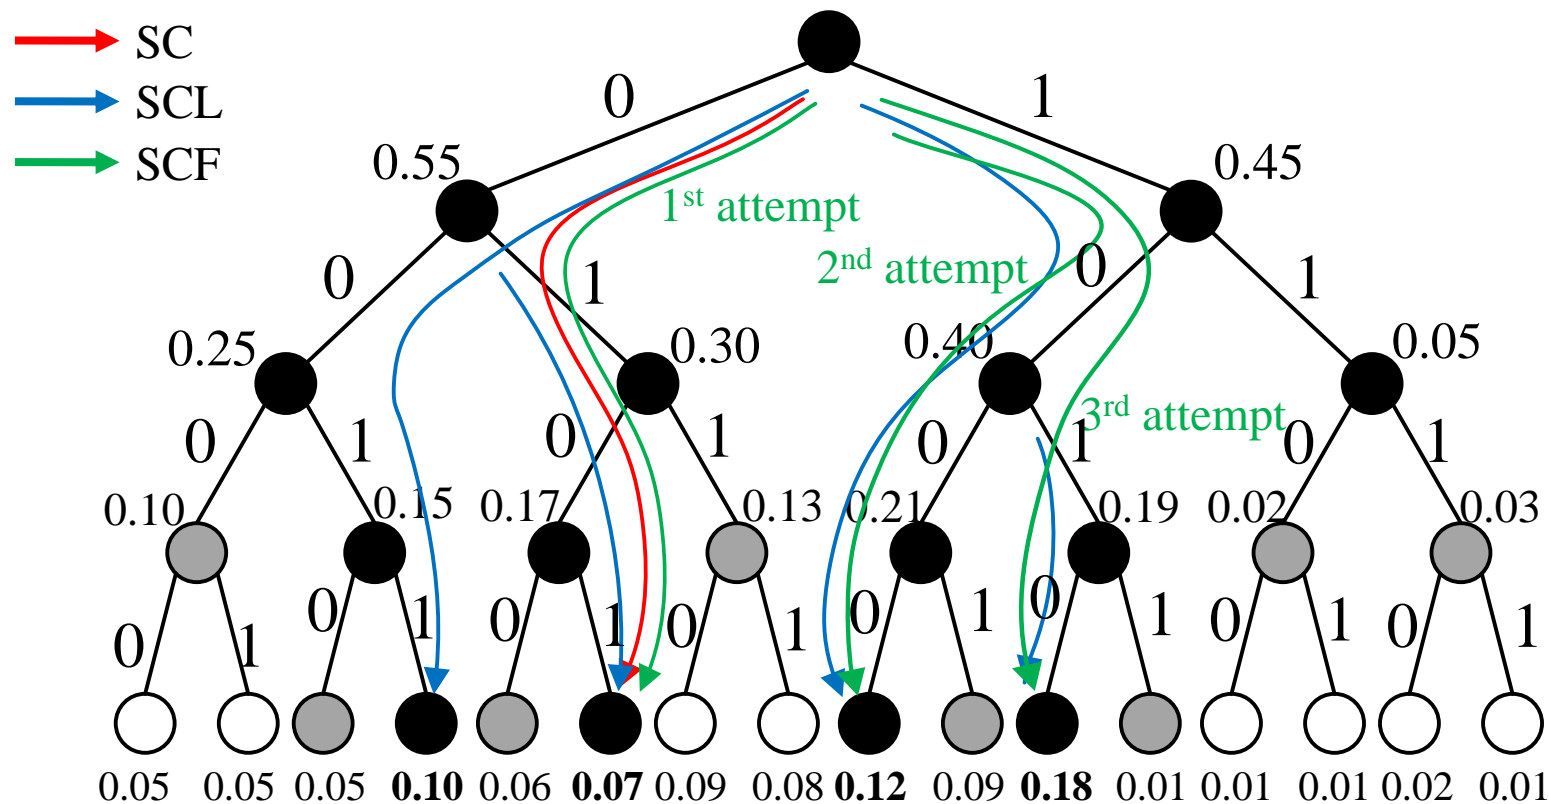 SC
SCL
SCF
0 1
0.55 0.45
1st attempt
2nd attempt
0 1 0 1
0.25 0.30 0.40 0.05
3rd attempt
0 1 0 1 0 1 0 1
0.10 0.15 0.17 0.13 0.21 0.19 0.02 0.03
0 1 0 1 0 1 0 1 0 1 0 1 0 1 0 1
0.05 0.05 0.05 0.10 0.06 0.07 0.09 0.08 0.12 0.09 0.18 0.01 0.01 0.01 0.02 0.01